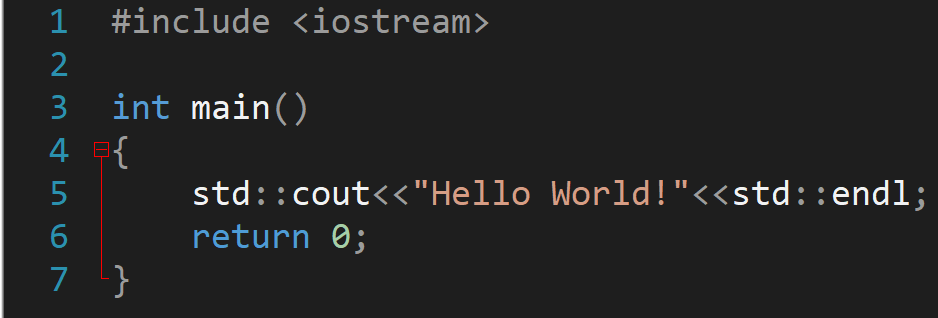 1 #include <iostream>
2
3 int main()
4 {
5     std::cout<<"Hello World!"<<std::endl;
6     return 0;
7 }